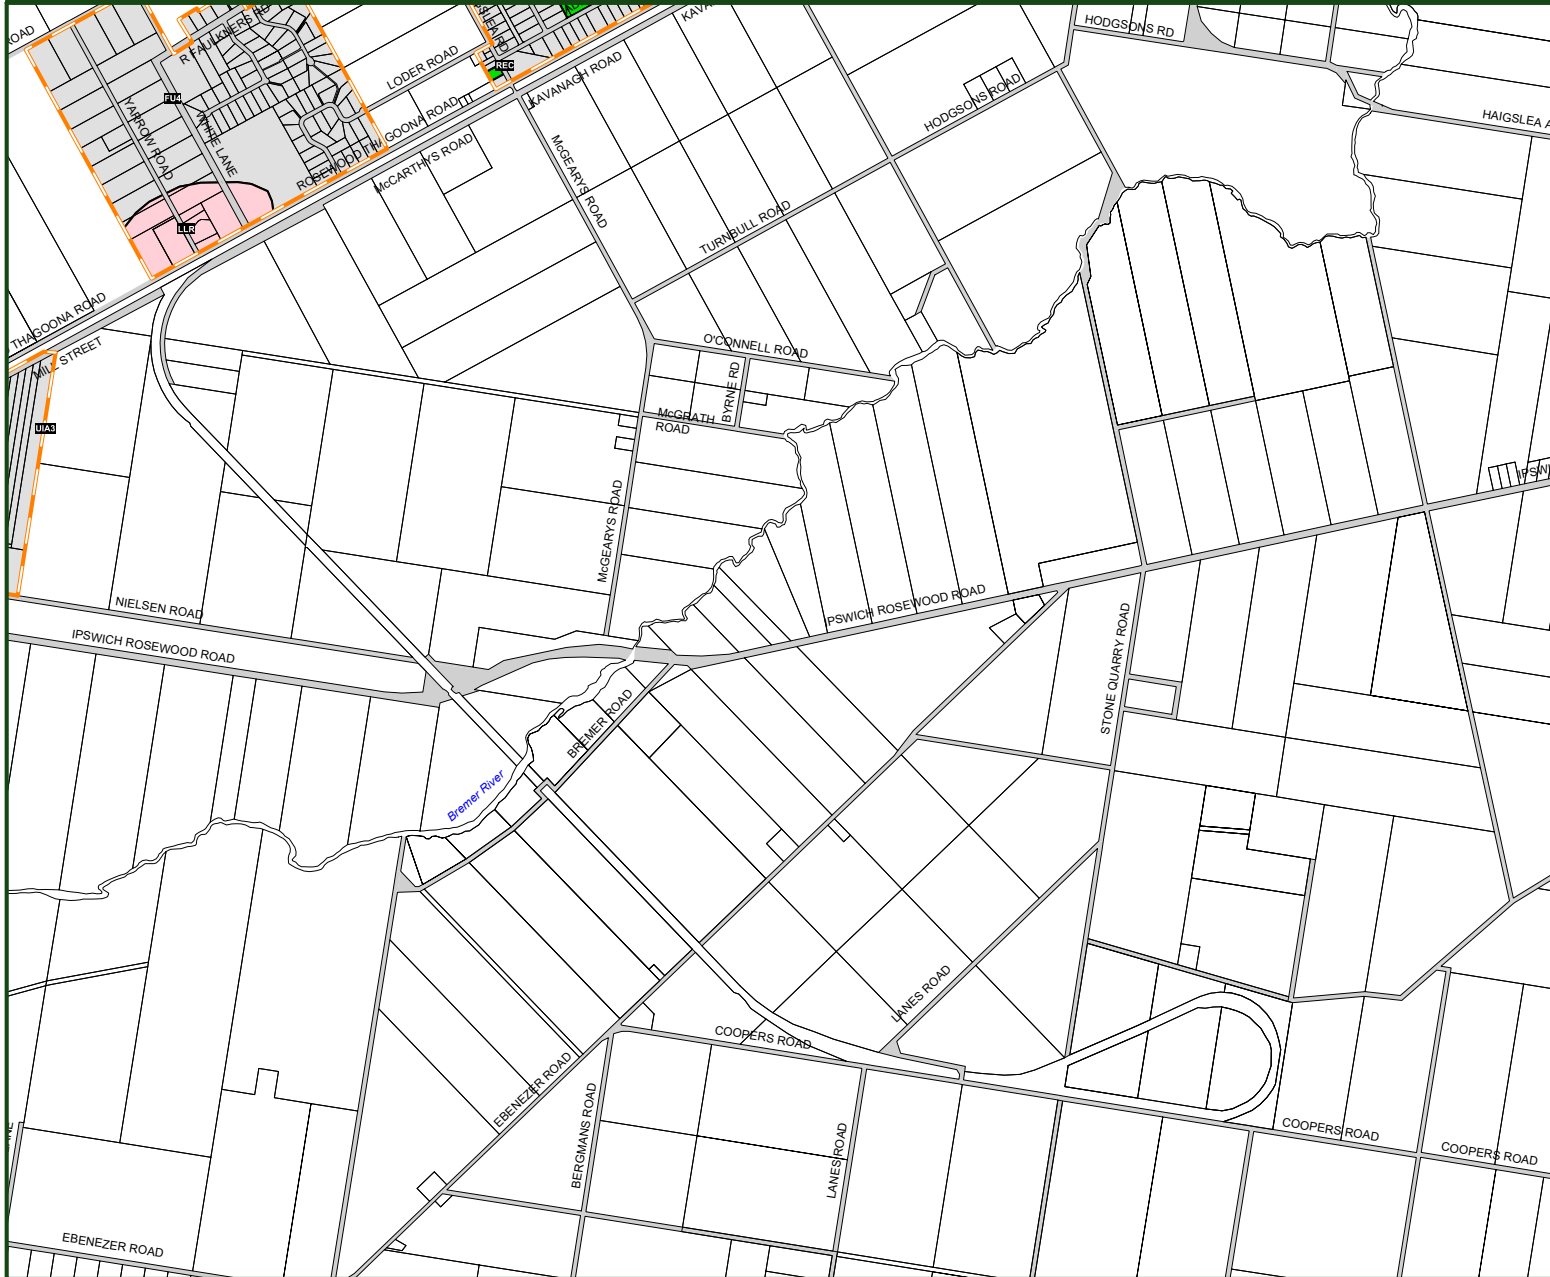 ROAD
R FAULKNERS RD
KAVA
HODGSONS RD
LODER ROAD
REC
KAVANAGH ROAD
FU4
YARROW ROAD
WHITE LANE
ROSEWOOD THAGOONA ROAD
McCARTHYS ROAD
McGEARYS ROAD
HODGSONS ROAD
HAIGSLEA A
TURNBULL ROAD
LLR
THAGOONA ROAD
MILL STREET
O'CONNELL ROAD
BYRNE RD
McGRATH
ROAD
UIA3
IPSWI
McGEARYS ROAD
NIELSEN ROAD
IPSWICH ROSEWOOD ROAD
PSWICH ROSEWOOD ROAD
STONE QUARRY ROAD
BREMER ROAD
Bremer River
LANES ROAD
COOPERS ROAD
EBENEZER ROAD
BERGMANS ROAD
LANES ROAD
COOPERS ROAD
COOPERS ROAD
EBENEZER ROAD